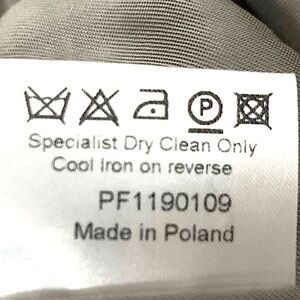 P
Specialist Dry Clean Only
Cool Iron on reverse
PF1190109
Made in Poland